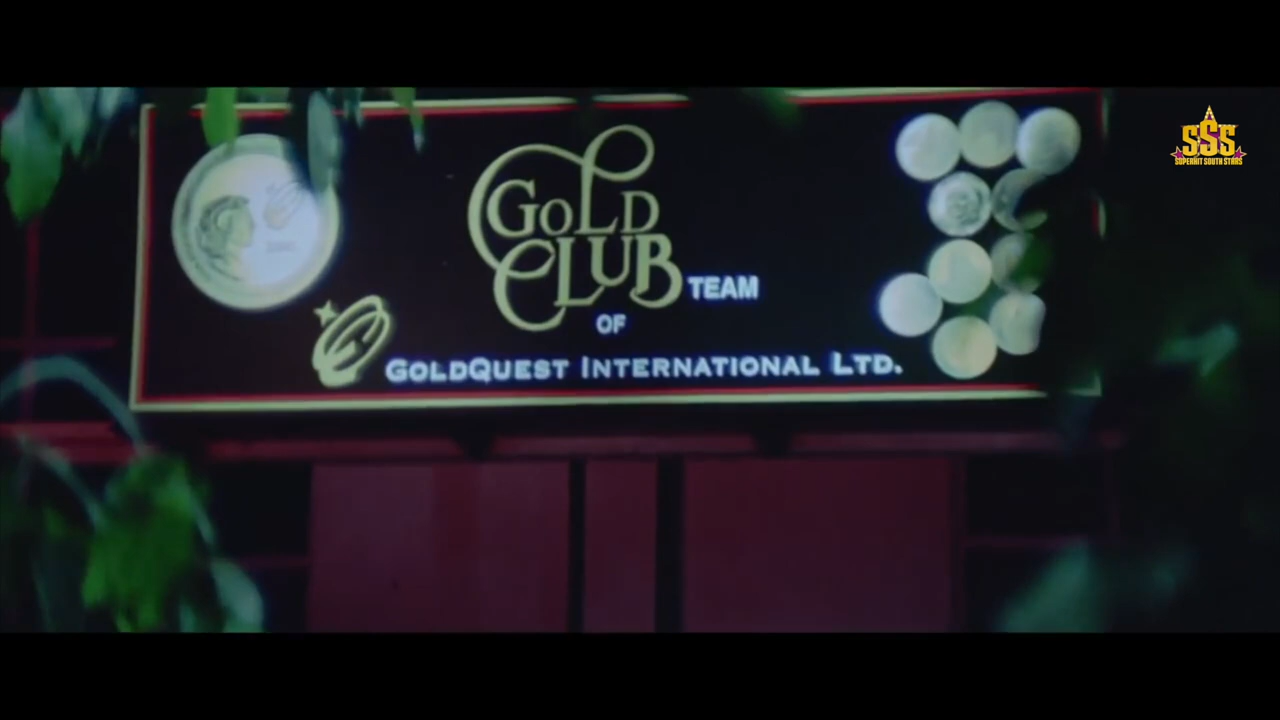 GOLD
CLUB TEAM
OF
GOLDQUEST INTERNATIONAL LTD.
SSS
SUPERHIT SOUTH STARS